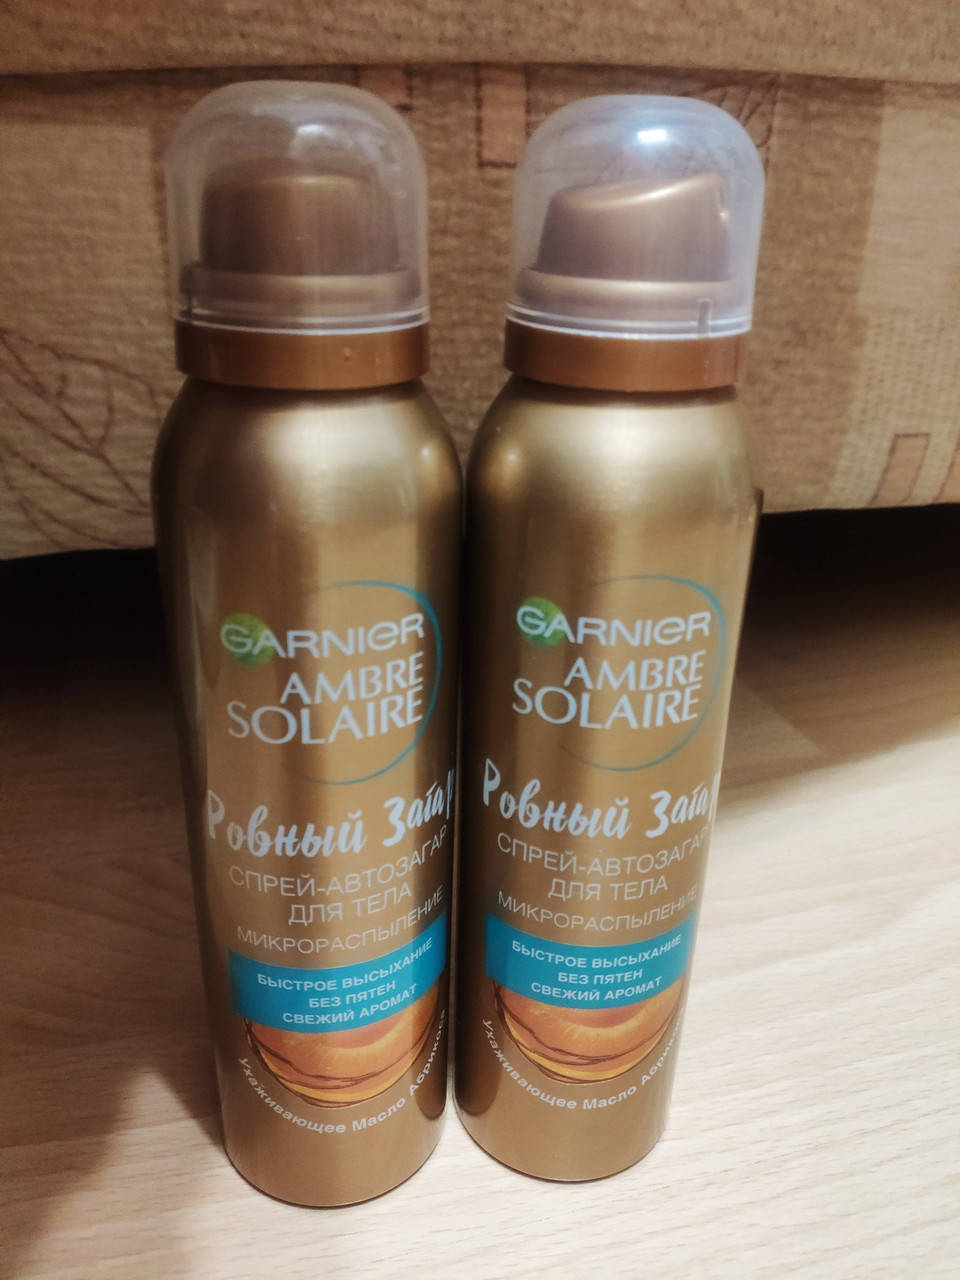 GARNIER
AMBRE
SOLAIRE
Ровный Загар
СПРЕЙ-АВТОЗАГАР
ДЛЯ ТЕЛА
МИКРОРАСПЫЛЕНИЕ
БЫСТРОЕ ВЫСЫХАНИЕ
БЕЗ ПЯТЕН
СВЕЖИЙ АРОМАТ
Ухаживающее Масло Абрикоса
GARNIER
AMBRE
SOLAIRE
Ровный Загар
СПРЕЙ-АВТОЗАГАР
ДЛЯ ТЕЛА
МИКРОРАСПЫЛЕНИЕ
БЫСТРОЕ ВЫСЫХАНИЕ
БЕЗ ПЯТЕН
СВЕЖИЙ АРОМАТ
Ухаживающее Масло Абрикоса